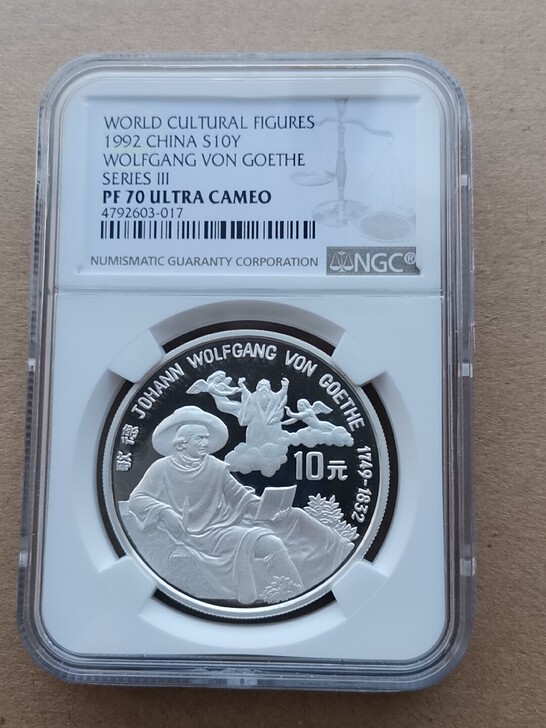 WORLD CULTURAL FIGURES
1992 CHINA S10Y
WOLFGANG VON GOETHE
SERIES III
PF 70 ULTRA CAMEO
4792603-017
NUMISMATIC GUARANTY CORPORATION
NGC®
歌德 JOHANN WOLFGANG VON GOETHE 1749-1832
10元